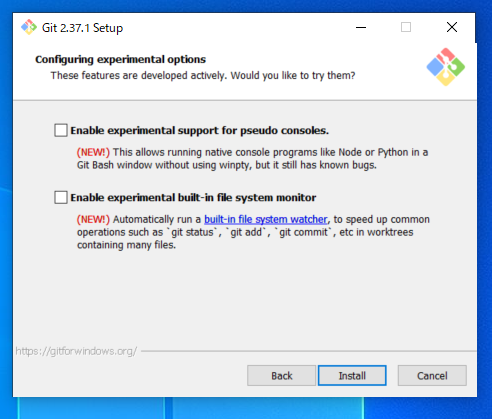 Git 2.37.1 Setup
Configuring experimental options
These features are developed actively. Would you like to try them?
Enable experimental support for pseudo consoles.
(NEW!) This allows running native console programs like Node or Python in a
Git Bash window without using winpty, but it still has known bugs.
Enable experimental built-in file system monitor
(NEW!) Automatically run a built-in file system watcher, to speed up common
operations such as `git status`, `git add`, `git commit`, etc in worktrees
containing many files.
https://gitforwindows.org/
Back Install Cancel